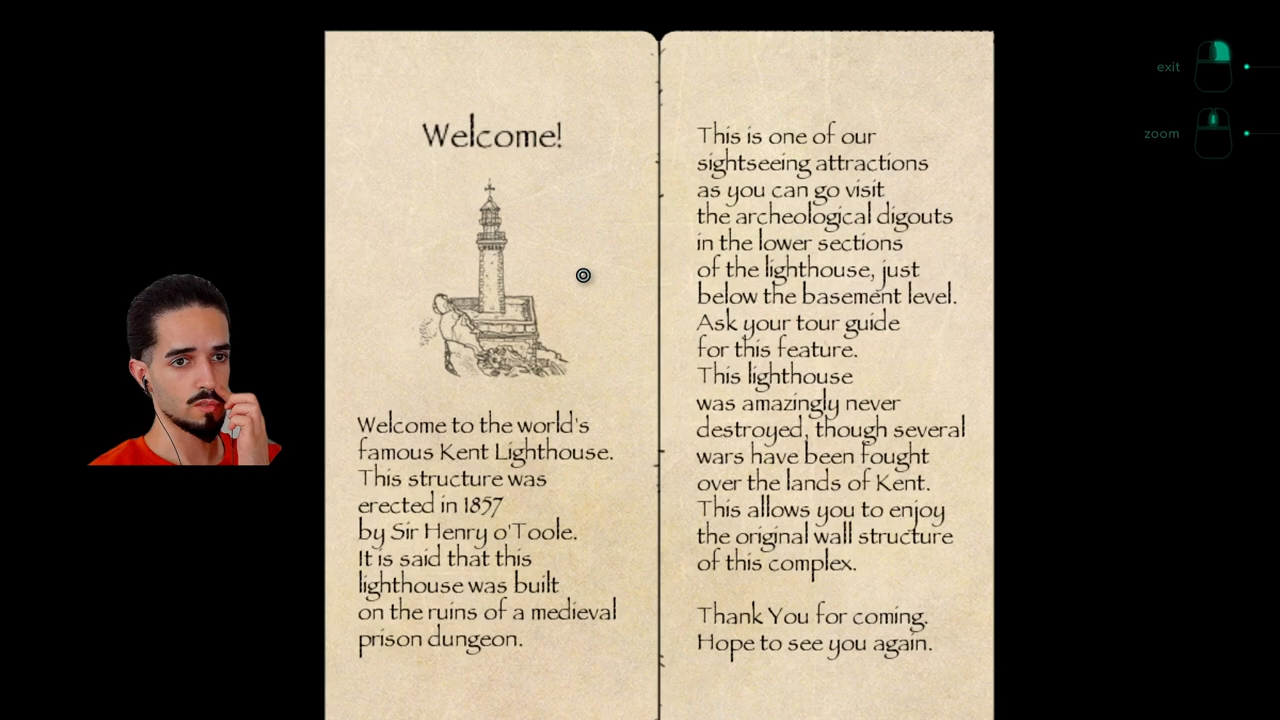 Welcome!
Welcome to the world's
famous Kent Lighthouse.
This structure was
erected in 1857
by Sir Henry o'Toole.
It is said that this
lighthouse was built
on the ruins of a medieval
prison dungeon.
This is one of our
sightseeing attractions
as you can go visit
the archeological digouts
in the lower sections
of the lighthouse, just
below the basement level.
Ask your tour guide
for this feature.
This lighthouse
was amazingly never
destroyed, though several
wars have been fought
over the lands of Kent.
This allows you to enjoy
the original wall structure
of this complex.
Thank You for coming.
Hope to see you again.
exit
zoom